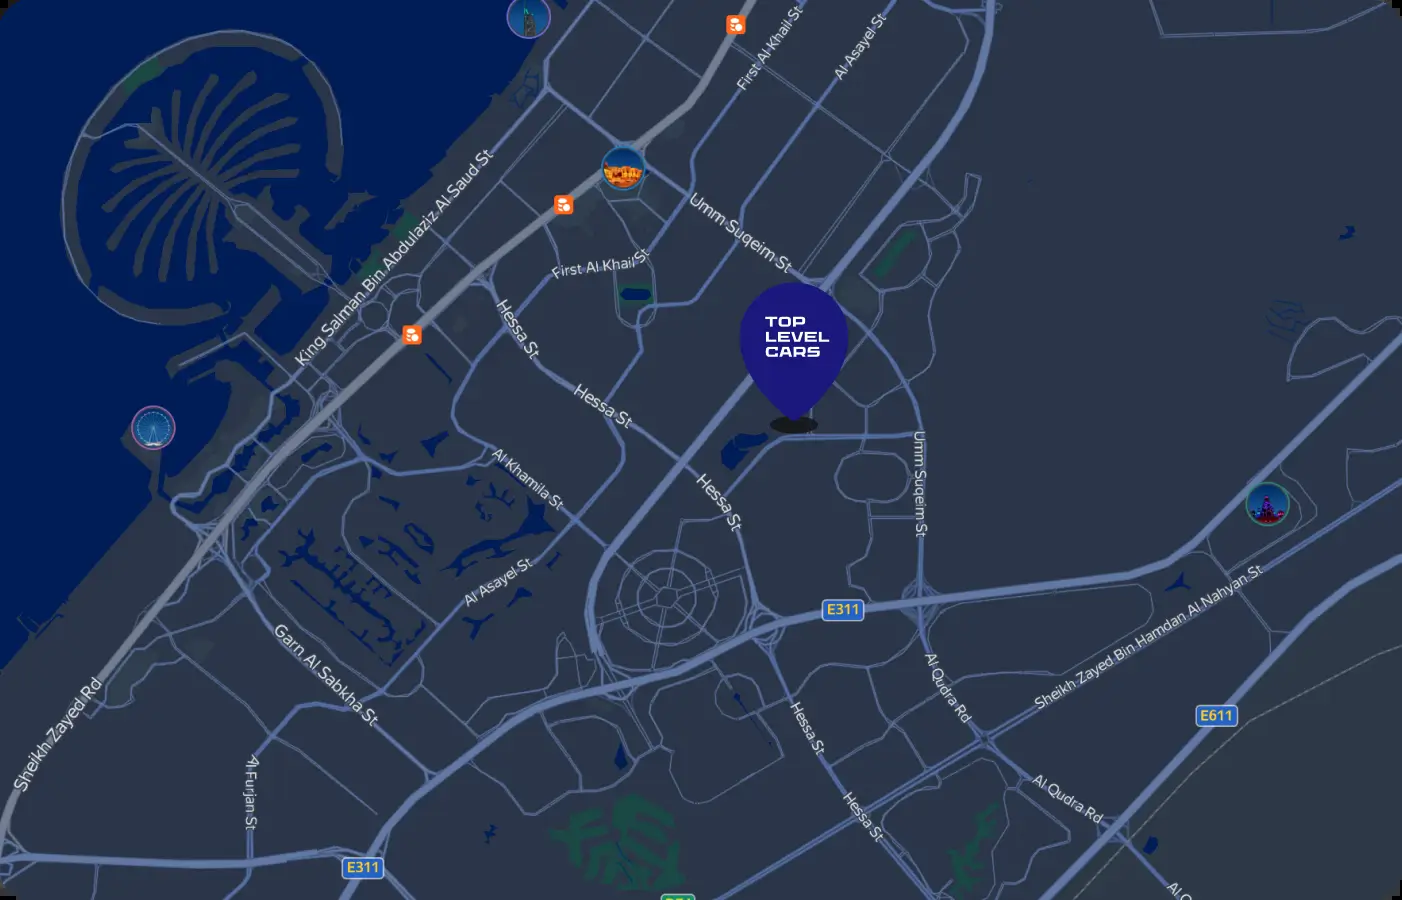 First Al Khail St
Al Asayel St
King Salman Bin Abdulaziz Al Saud St
Umm Suqeim St
First Al Khail St
Hessa St
TOP
LEVEL
CARS
Hessa St
Umm Suqeim St
Al Khamila St
Hessa St
Al Asayel St
E311
Sheikh Zayed Bin Hamdan Al Nahyan St
Garn Al Sabkha St
Al Qudra Rd
Sheikh Zayed Rd
Hessa St
E611
Al Furjan St
Al Qudra Rd
Hessa St
E311